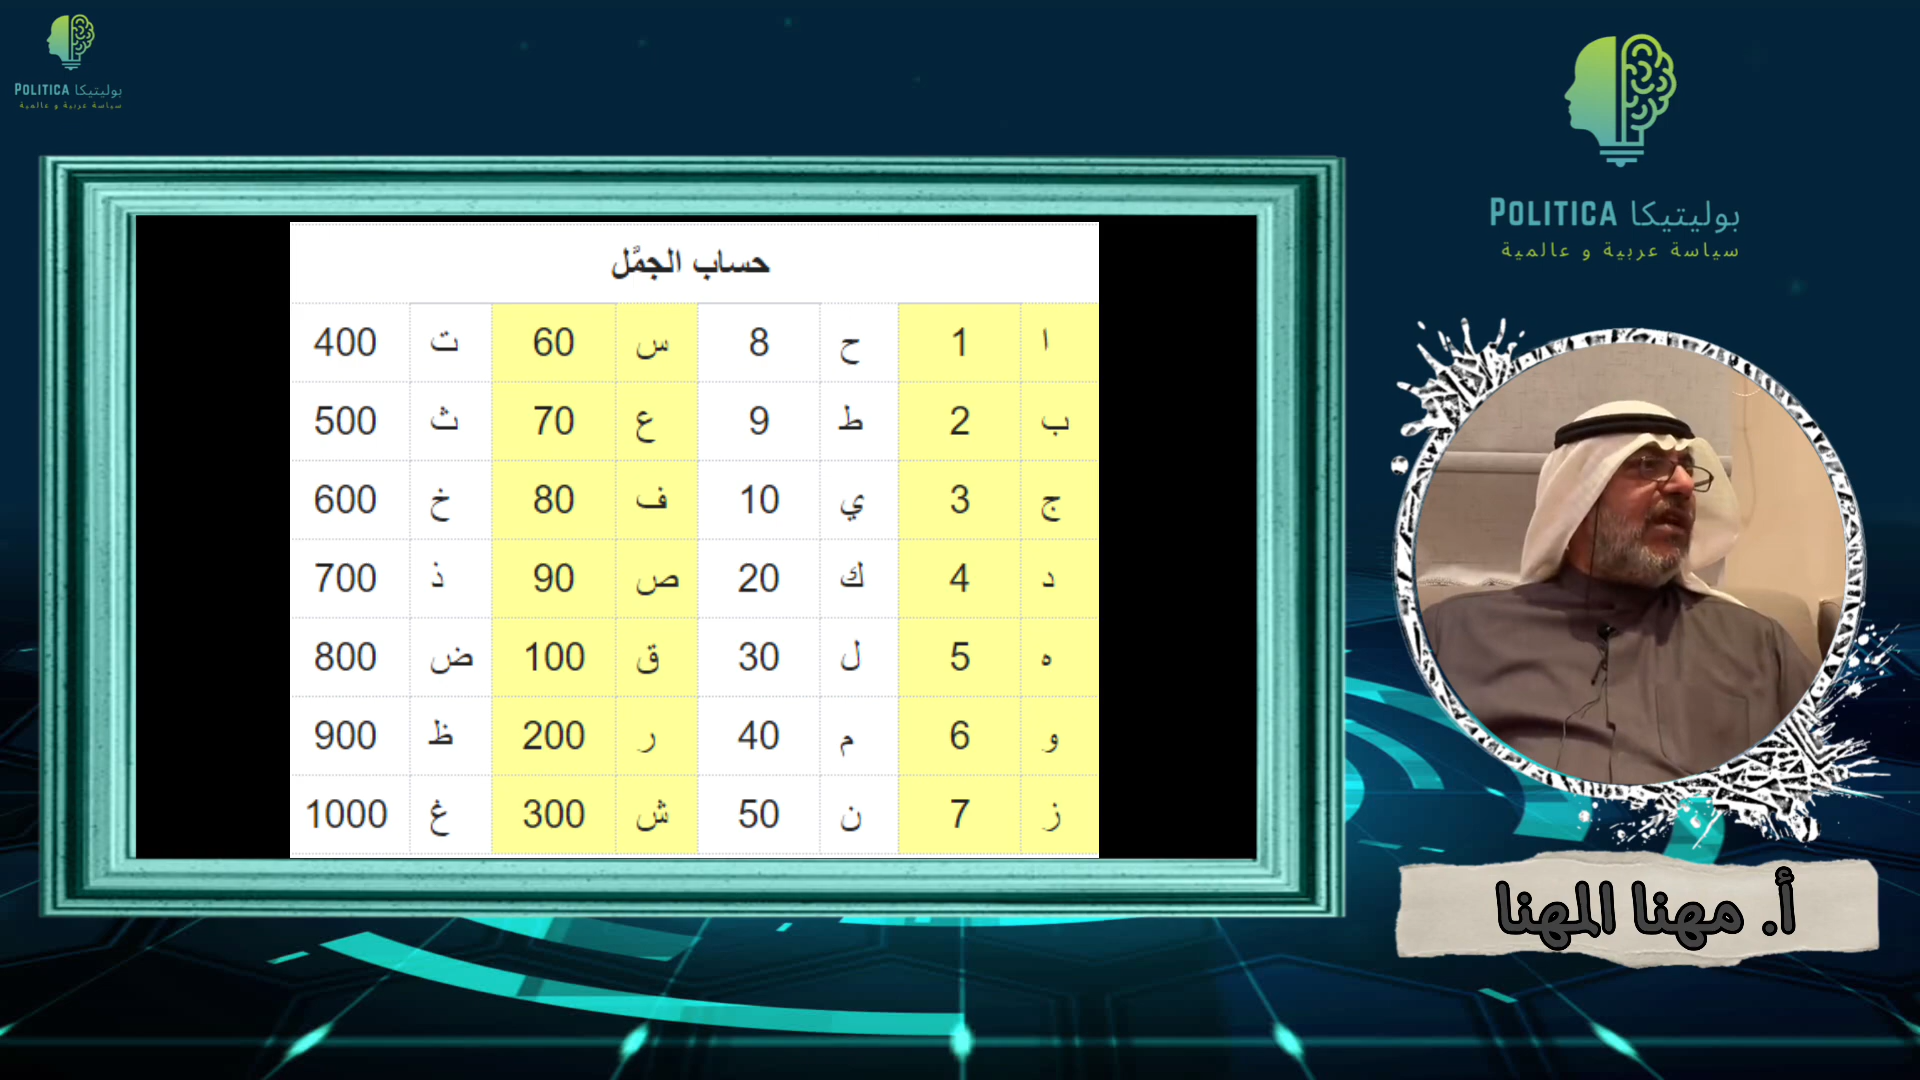 POLITICA بوليتيكا
سياسة عربية و عالمية
POLITICA بوليتيكا
سياسة عربية و عالمية
حساب الجمَّل
ا 1 ح 8 س 60 ت 400
ب 2 ط 9 ع 70 ث 500
ج 3 ي 10 ف 80 خ 600
د 4 ك 20 ص 90 ذ 700
ه 5 ل 30 ق 100 ض 800
و 6 م 40 ر 200 ظ 900
ز 7 ن 50 ش 300 غ 1000
أ. مهنا المهنا